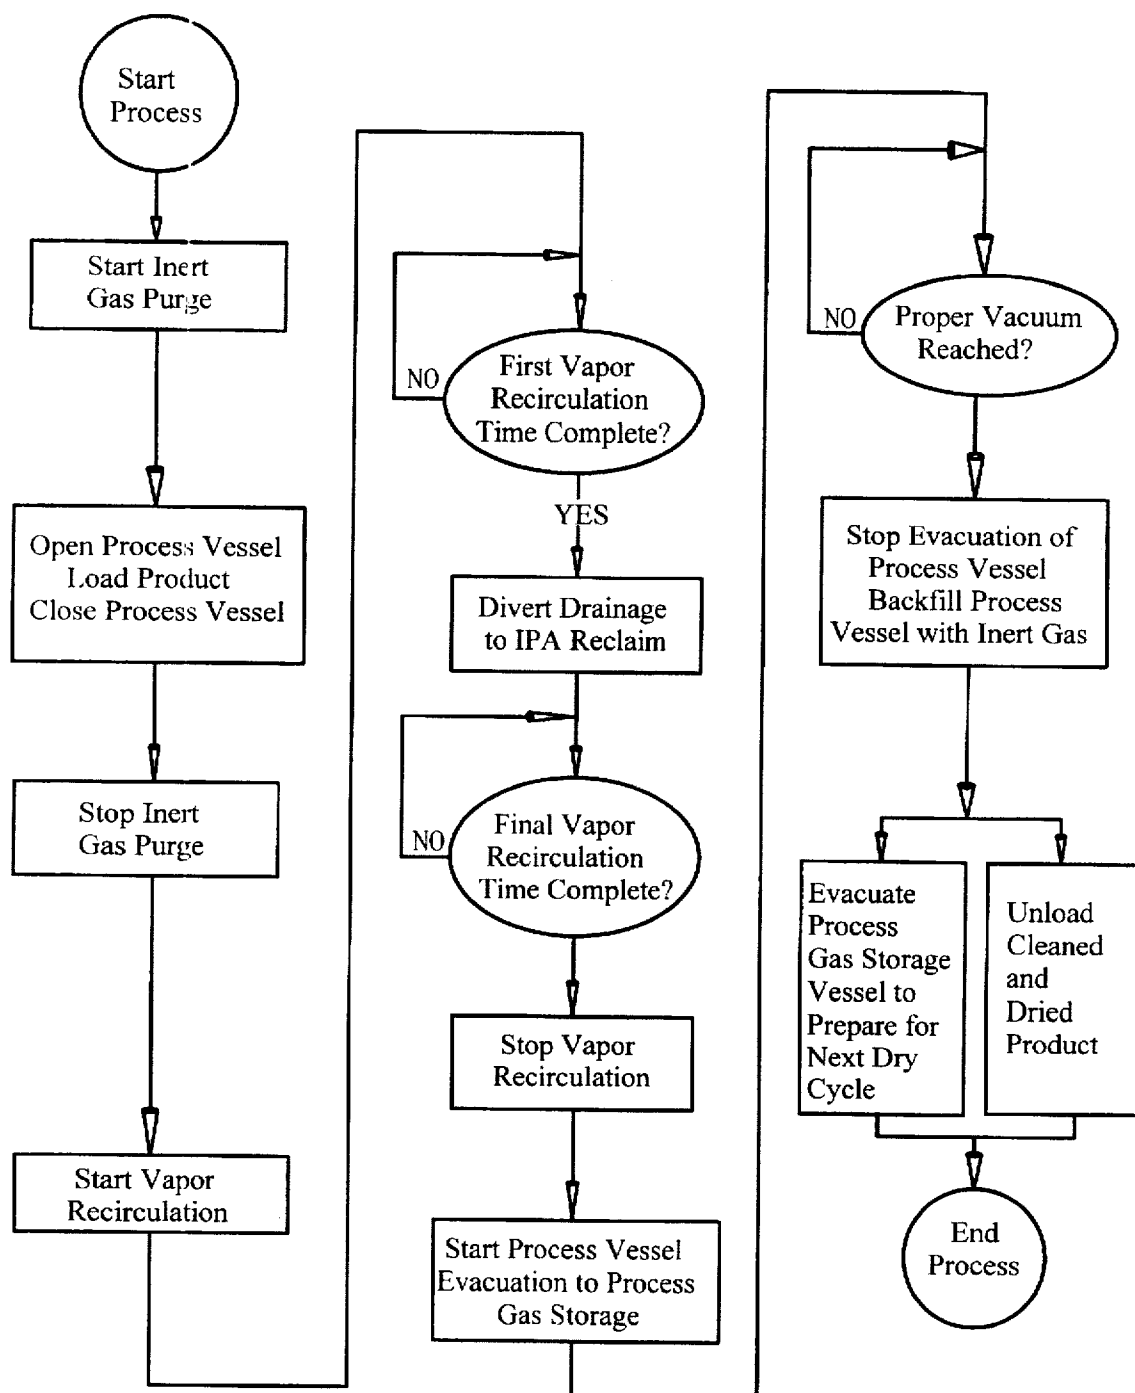 Start
Process
Start Inert
Gas Purge
Open Process Vessel
Load Product
Close Process Vessel
Stop Inert
Gas Purge
Start Vapor
Recirculation
NO
First Vapor
Recirculation
Time Complete?
YES
Divert Drainage
to IPA Reclaim
NO
Final Vapor
Recirculation
Time Complete?
Stop Vapor
Recirculation
Start Process Vessel
Evacuation to Process
Gas Storage
NO
Proper Vacuum
Reached?
Stop Evacuation of
Process Vessel
Backfill Process
Vessel with Inert Gas
Evacuate
Process
Gas Storage
Vessel to
Prepare for
Next Dry
Cycle
Unload
Cleaned
and
Dried
Product
End
Process